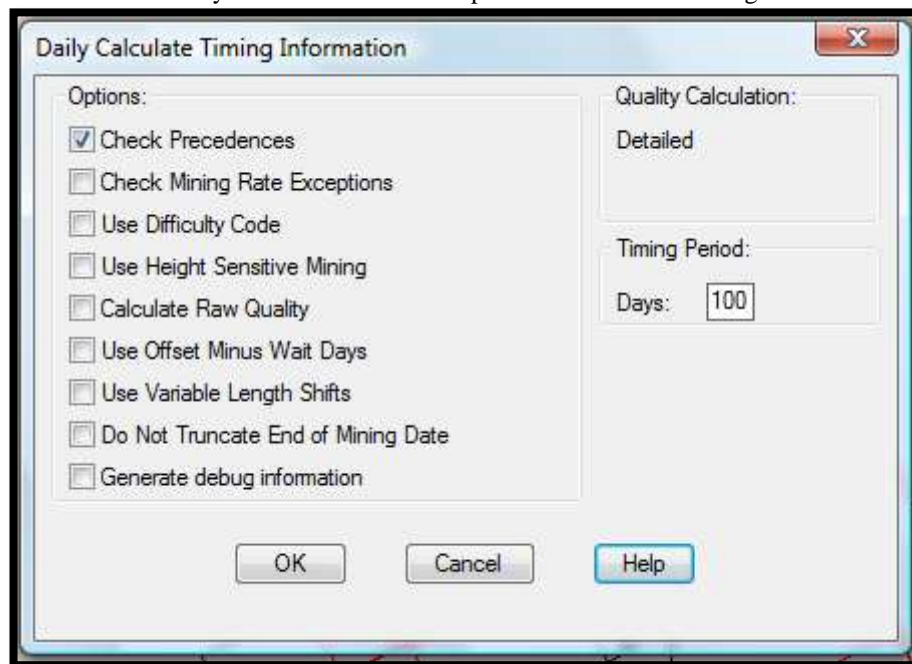 Daily Calculate Timing Information
Options:
Check Precedences
Check Mining Rate Exceptions
Use Difficulty Code
Use Height Sensitive Mining
Calculate Raw Quality
Use Offset Minus Wait Days
Use Variable Length Shifts
Do Not Truncate End of Mining Date
Generate debug information
Quality Calculation:
Detailed
Timing Period:
Days: 100
OK Cancel Help